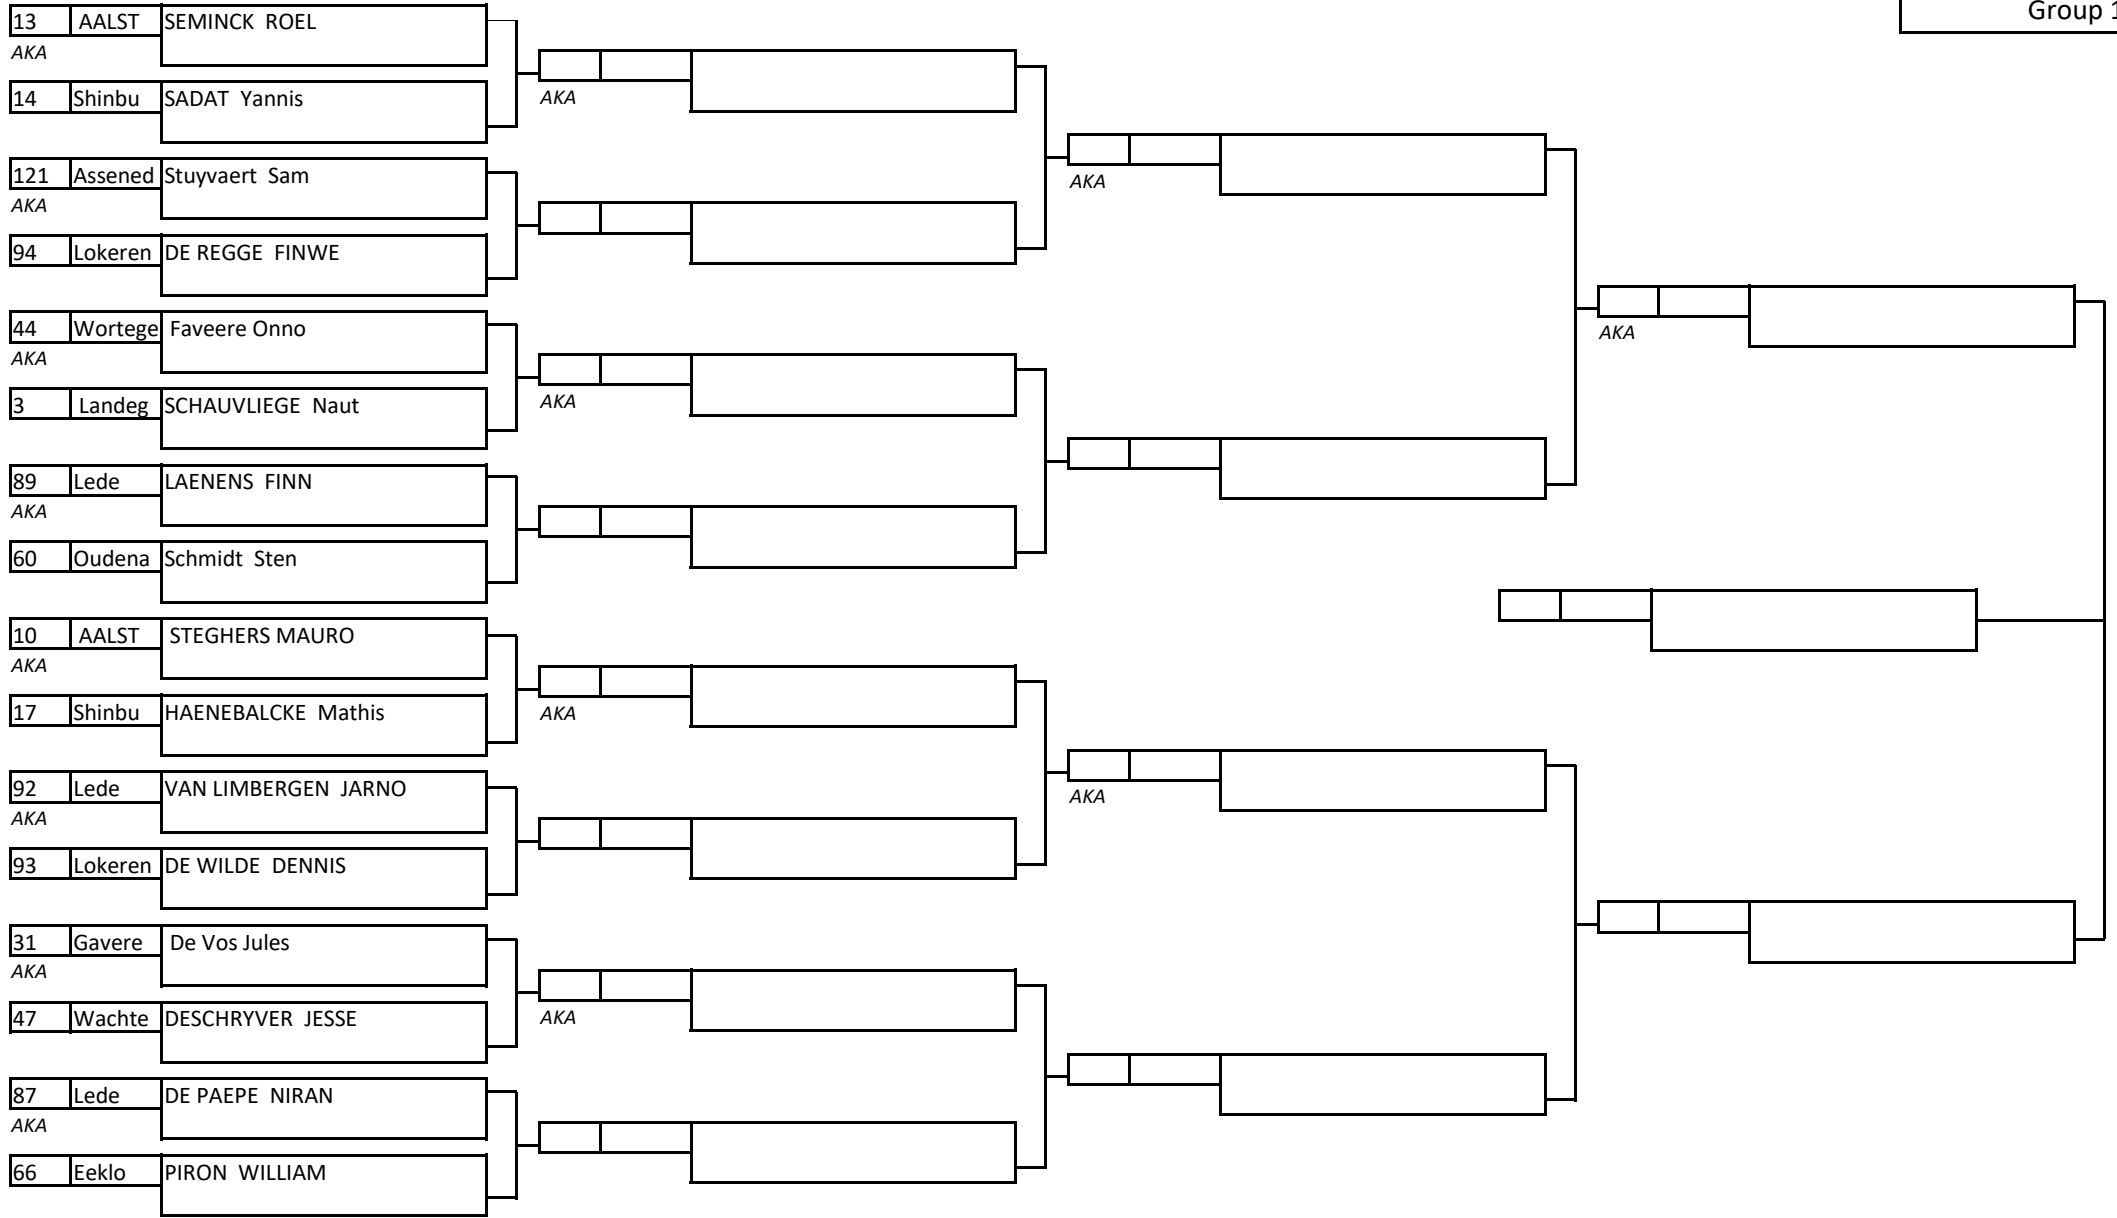 Group 1
13 AALST SEMINCK ROEL
AKA
AKA
14 Shinbu SADAT Yannis
121 Assened Stuyvaert Sam
AKA
AKA
94 Lokeren DE REGGE FINWE
44 Wortege Faveere Onno
AKA
AKA
3 Landeg SCHAUVLIEGE Naut
AKA
89 Lede LAENENS FINN
AKA
60 Oudena Schmidt Sten
10 AALST STEGHERS MAURO
AKA
17 Shinbu HAENEBALCKE Mathis
AKA
92 Lede VAN LIMBERGEN JARNO
AKA
AKA
93 Lokeren DE WILDE DENNIS
31 Gavere De Vos Jules
AKA
47 Wachte DESCHRYVER JESSE
AKA
87 Lede DE PAEPE NIRAN
AKA
66 Eeklo PIRON WILLIAM